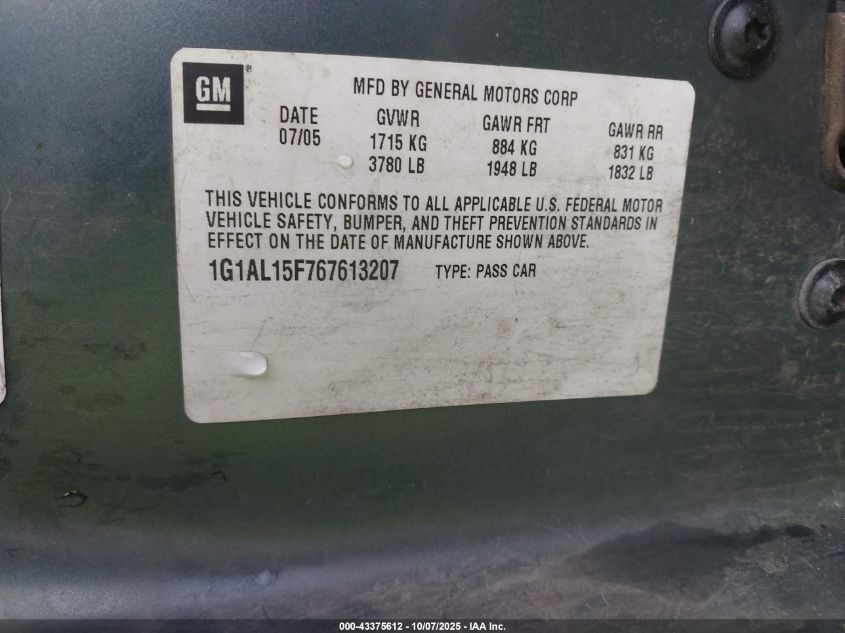 GM
MFD BY GENERAL MOTORS CORP
DATE GVWR GAWR FRT GAWR RR
07/05 1715 KG 884 KG 831 KG
3780 LB 1948 LB 1832 LB
THIS VEHICLE CONFORMS TO ALL APPLICABLE U.S. FEDERAL MOTOR
VEHICLE SAFETY, BUMPER, AND THEFT PREVENTION STANDARDS IN
EFFECT ON THE DATE OF MANUFACTURE SHOWN ABOVE.
1G1AL15F767613207 TYPE: PASS CAR
000-43375612 - 10/07/2025 - IAA Inc.